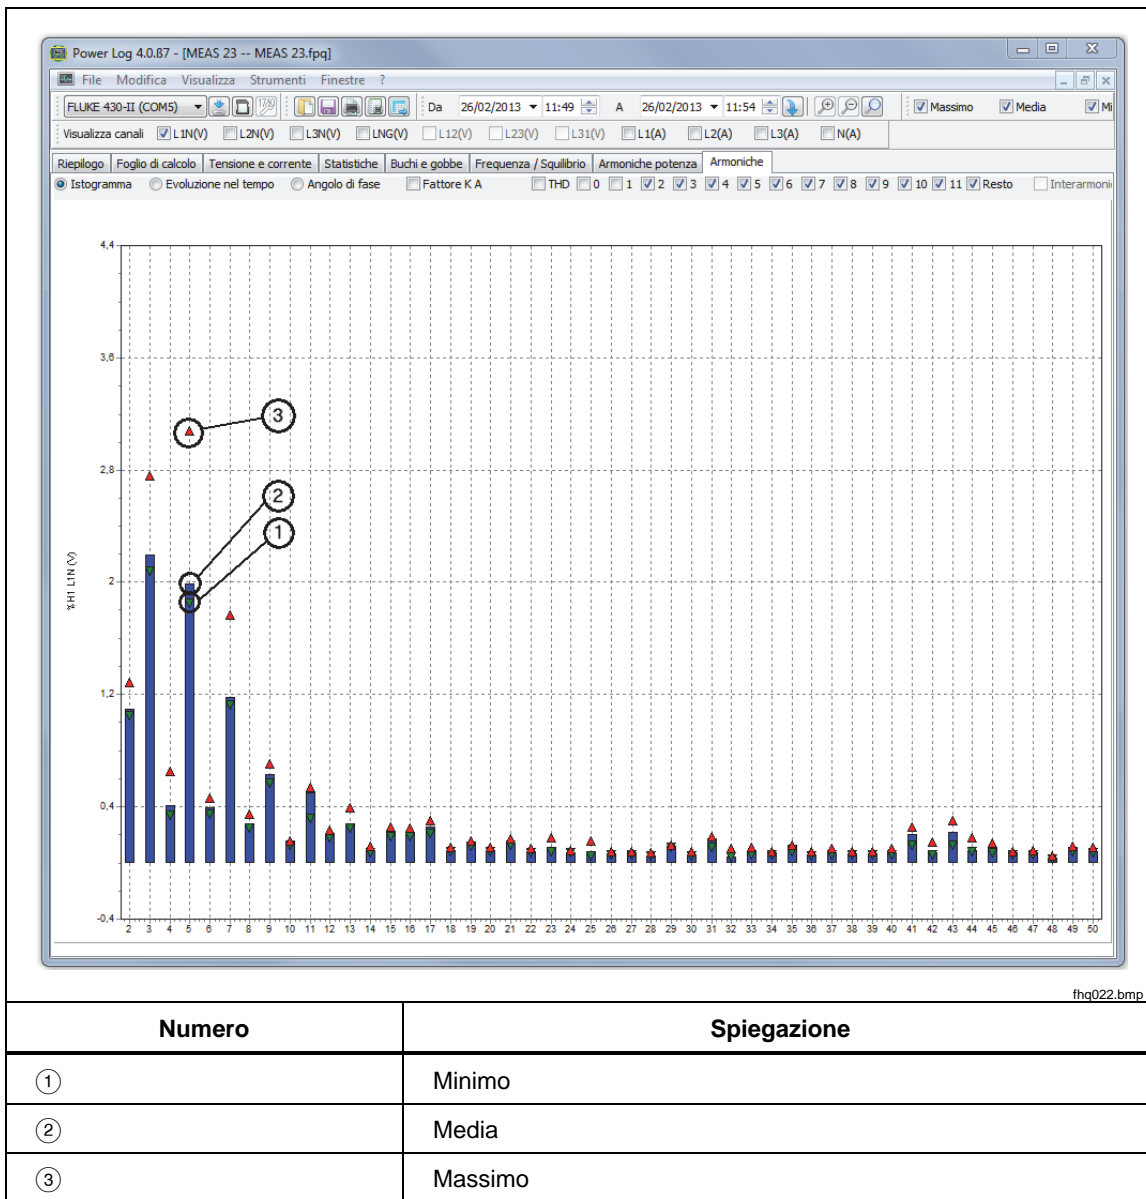 Power Log 4.0.ß7 - [MEAS 23 -- MEAS 23.fpq]
File Modifica Visualizza Strumenti Finestre ?
FLUKE 430-II (COM5) Da 26/02/2013 11:49 A 26/02/2013 11:54 Massimo Media Mi
Visualizza canali L1N(V) L2N(V) L3N(V) LNG(V) L12(V) L23(V) L31(V) L1(A) L2(A) L3(A) N(A)
Riepilogo Foglio di calcolo Tensione e corrente Statistiche Buchi e gobbe Frequenza / Squilibrio Armoniche potenza Armoniche
Istogramma Evoluzione nel tempo Angolo di fase Fattore K A THD 0 1 2 3 4 5 6 7 8 9 10 11 Resto Interarmoni
4,4
3,6
3
2,8
2
1
2
%H1 L1N (V)
1,2
0,4
-0,4
2 3 4 5 6 7 8 9 10 11 12 13 14 15 16 17 18 19 20 21 22 23 24 25 26 27 28 29 30 31 32 33 34 35 36 37 38 39 40 41 42 43 44 45 46 47 48 49 50
fhq022.bmp
Numero Spiegazione
1 Minimo
2 Media
3 Massimo